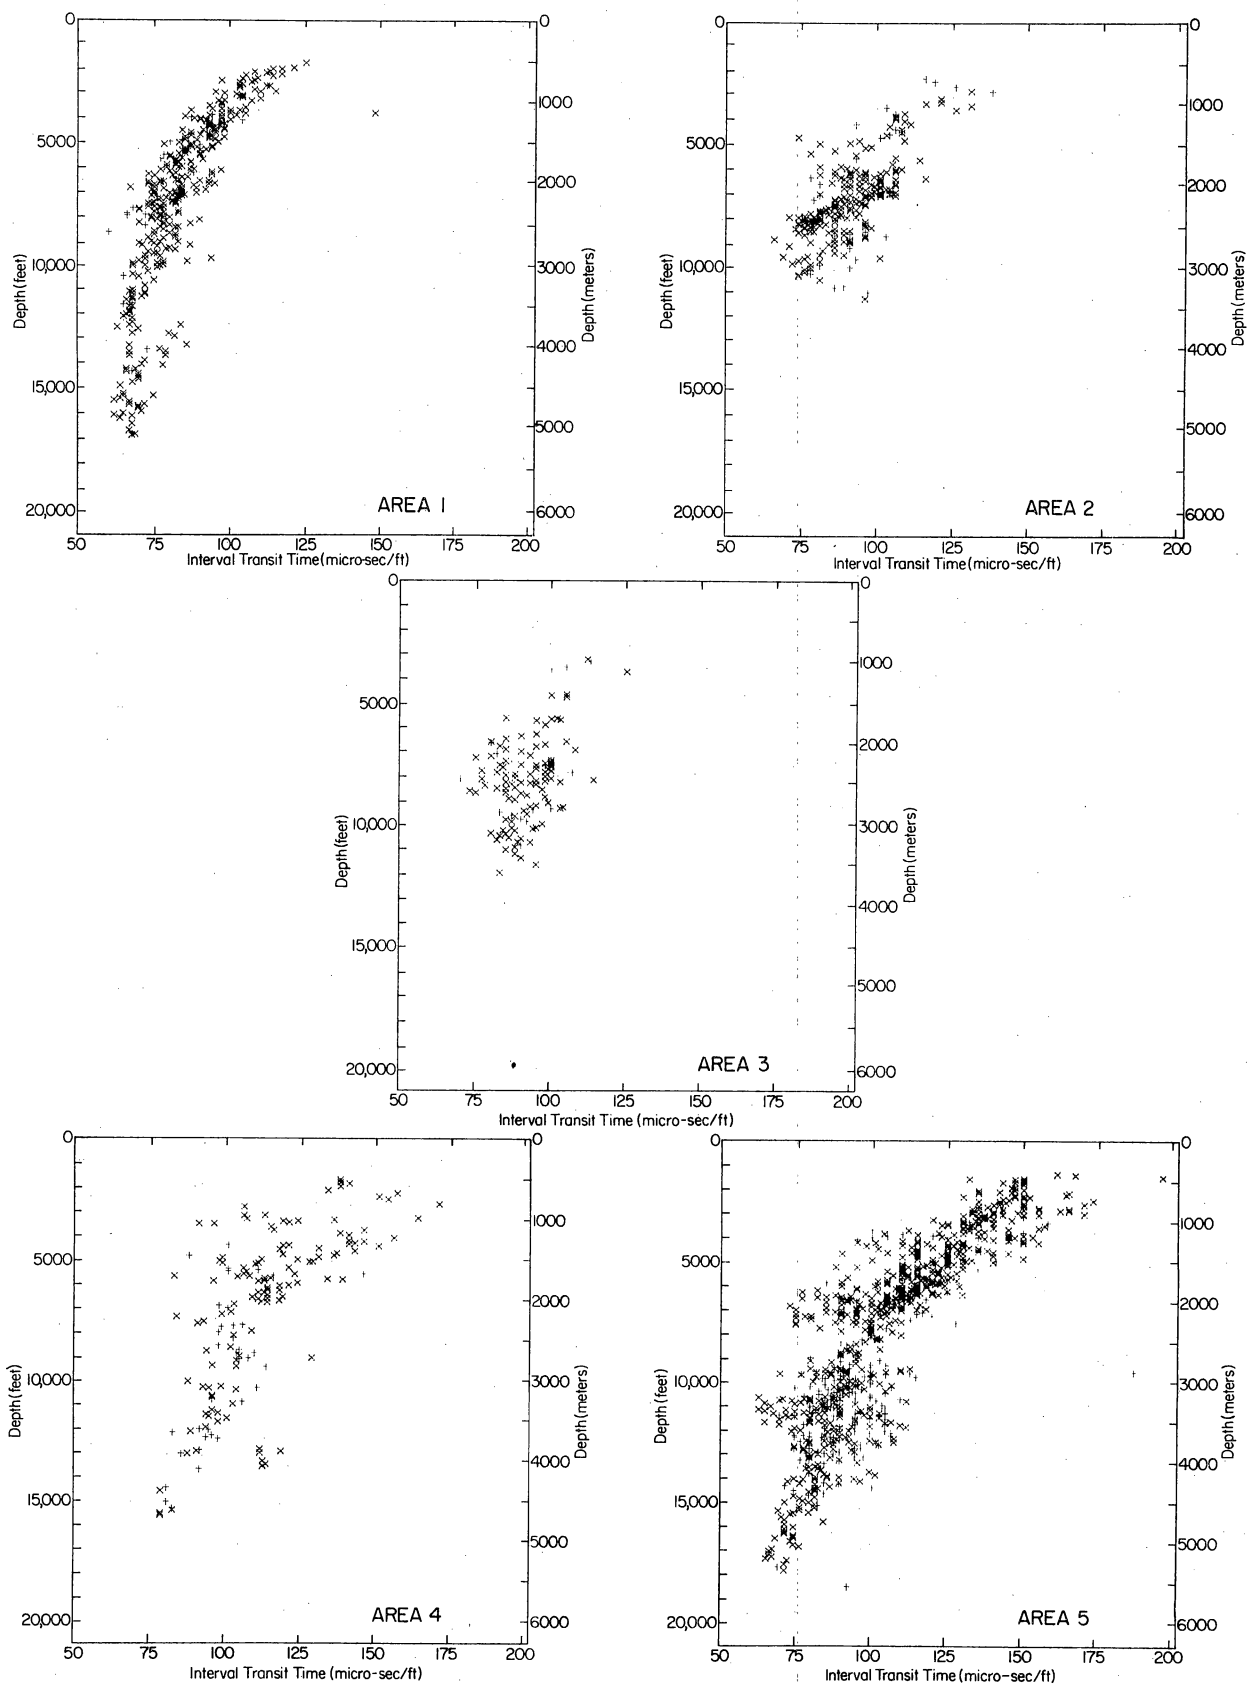 0 0
5000 1000
2000
10,000 3000
Depth (feet) Depth (meters)
4000
15,000 5000
20,000 6000
AREA 1
50 75 100 125 150 175 200
Interval Transit Time (micro-sec/ft)
0 0
5000 1000
2000
10,000 3000
Depth (feet) Depth (meters)
4000
15,000 5000
20,000 6000
AREA 2
50 75 100 125 150 175 200
Interval Transit Time (micro-sec/ft)
0 0
5000 1000
2000
10,000 3000
Depth (feet) Depth (meters)
4000
15,000 5000
20,000 6000
AREA 3
50 75 100 125 150 175 200
Interval Transit Time (micro-sec/ft)
0 0
5000 1000
2000
10,000 3000
Depth (feet) Depth (meters)
4000
15,000 5000
20,000 6000
AREA 4
50 75 100 125 150 175 200
Interval Transit Time (micro-sec/ft)
0 0
5000 1000
2000
10,000 3000
Depth (feet) Depth (meters)
4000
15,000 5000
20,000 6000
AREA 5
50 75 100 125 150 175 200
Interval Transit Time (micro-sec/ft)